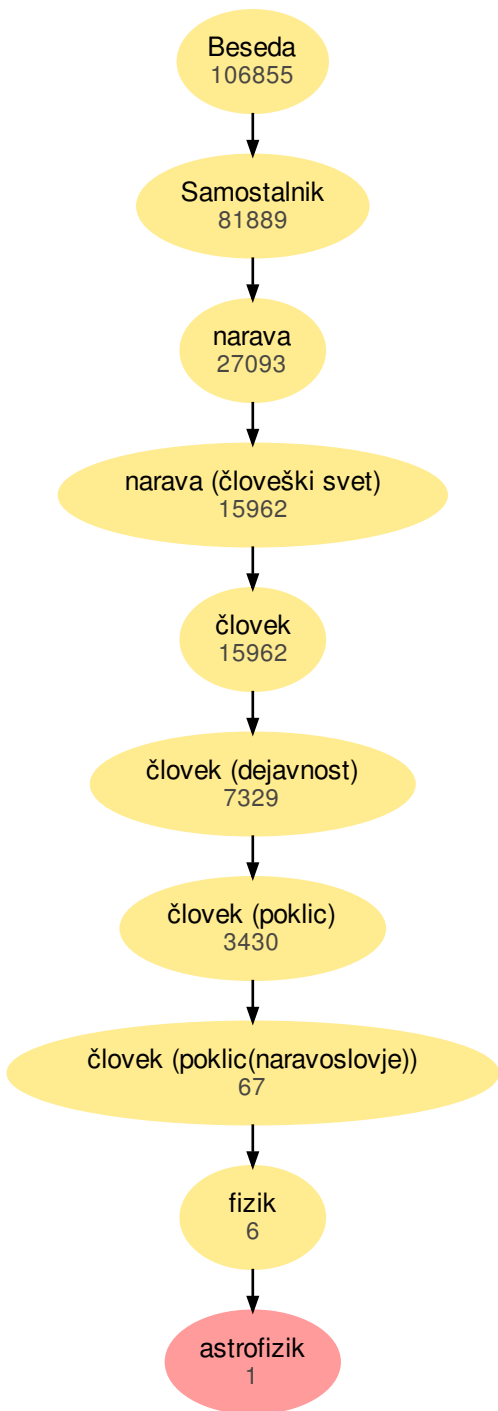 Beseda
106855
Samostalnik
81889
narava
27093
narava (človeški svet)
15962
človek
15962
človek (dejavnost)
7329
človek (poklic)
3430
človek (poklic(naravoslovje))
67
fizik
6
astrofizik
1